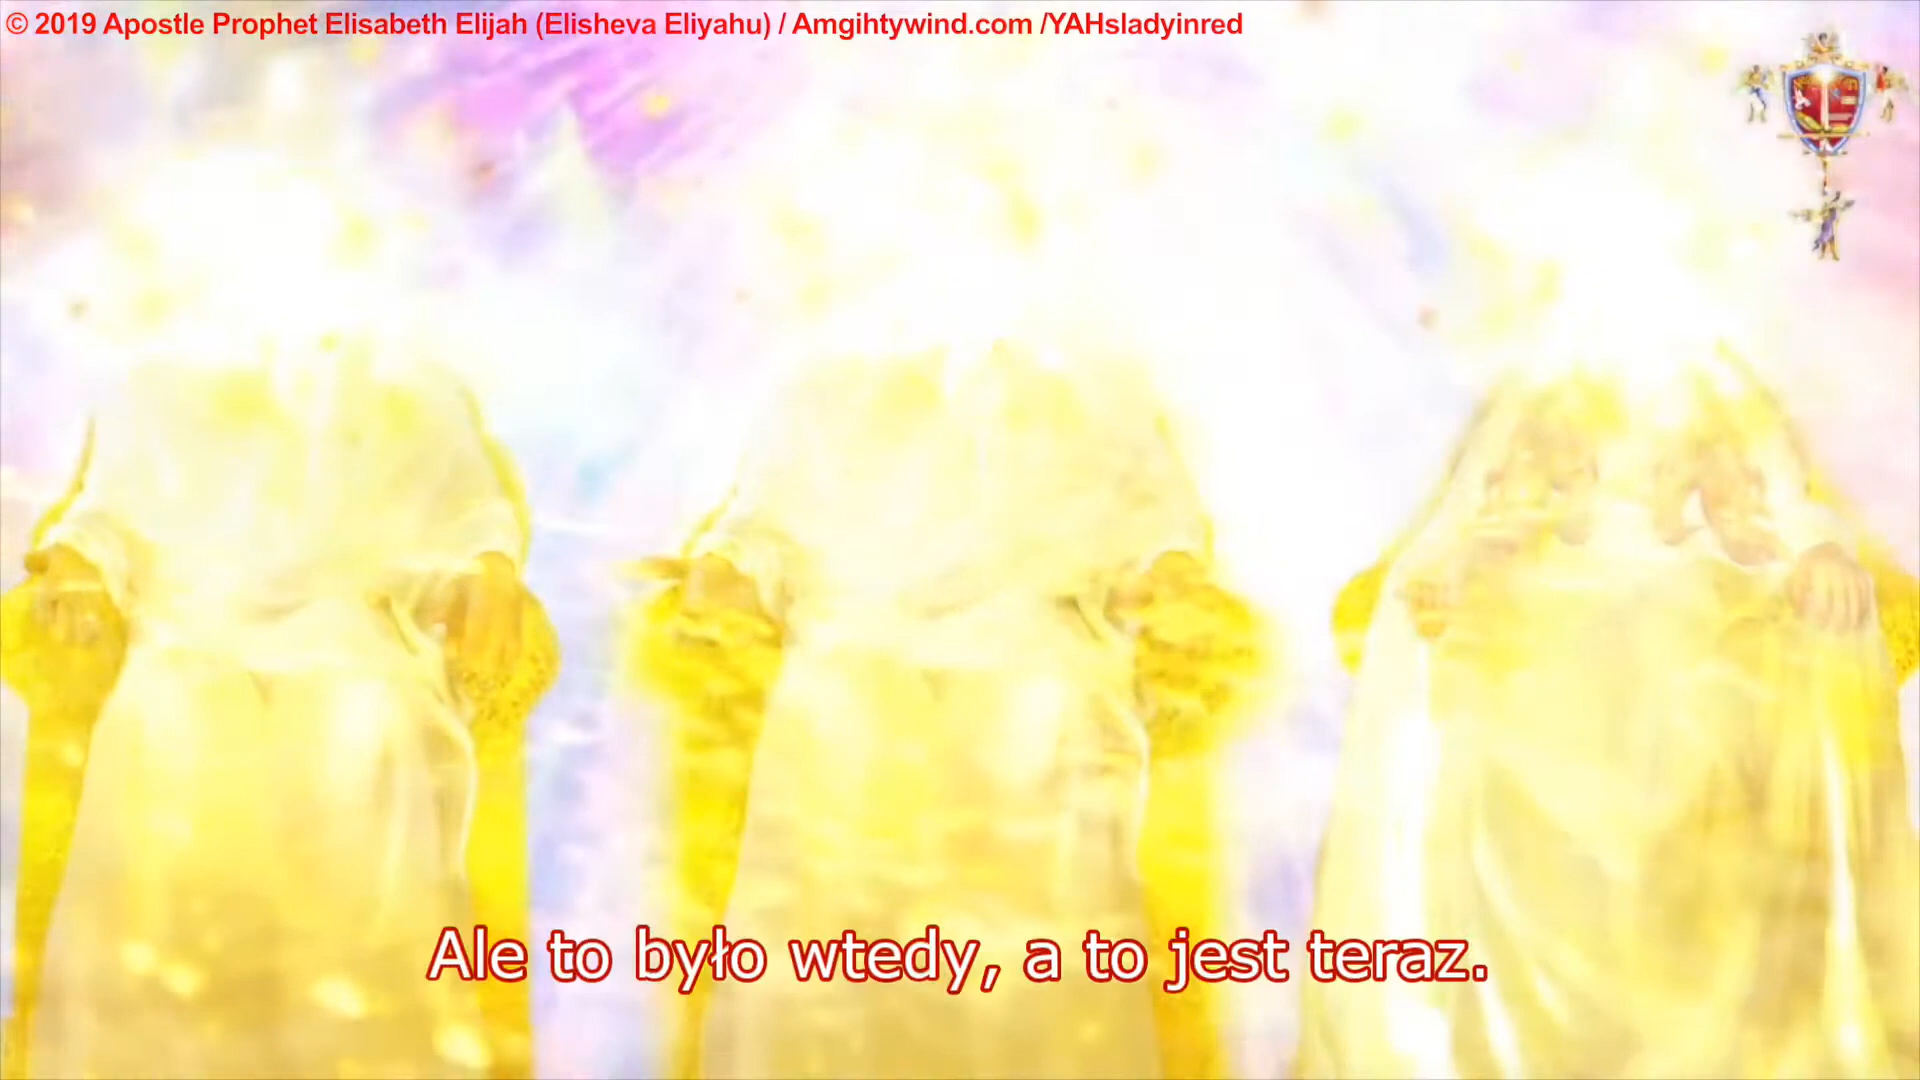 © 2019 Apostle Prophet Elisabeth Elijah (Elisheva Eliyahu) / Amgihtywind.com /YAHsladyinred
Ale to było wtedy, a to jest teraz.